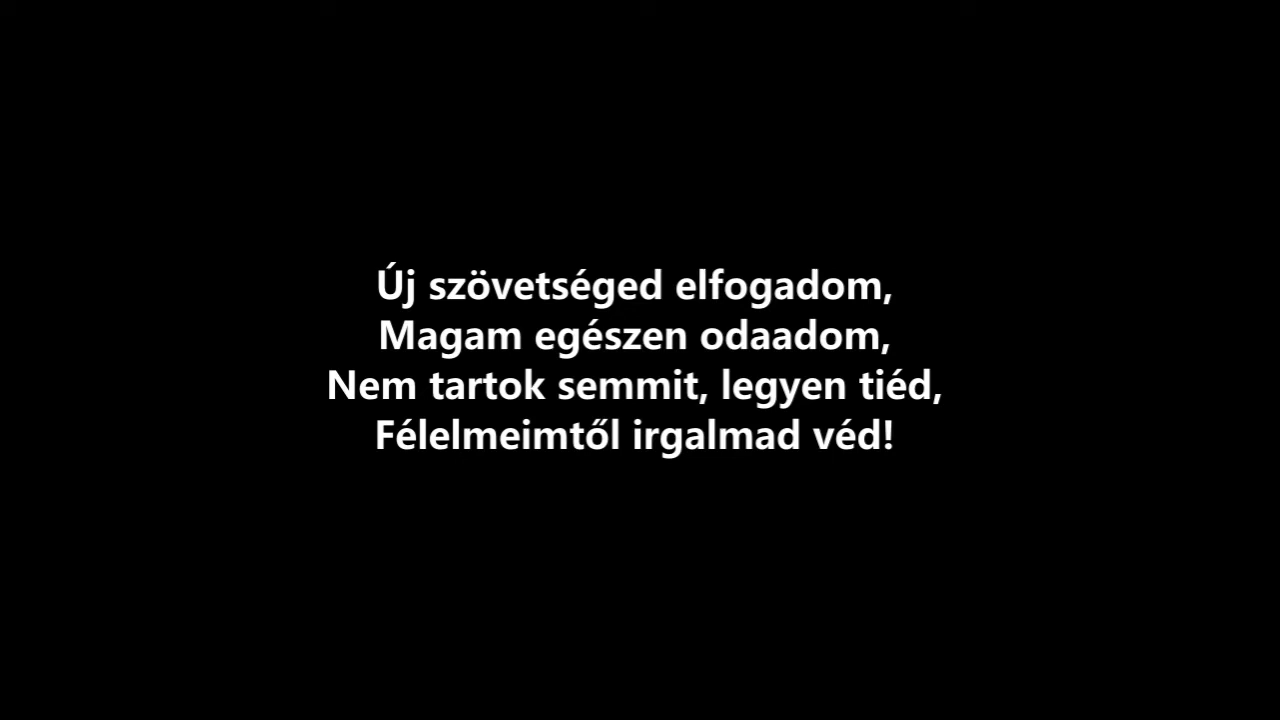 Új szövetséged elfogadom,
Magam egészen odaadom,
Nem tartok semmit, legyen tiéd,
Félelmeimtől irgalmad véd!